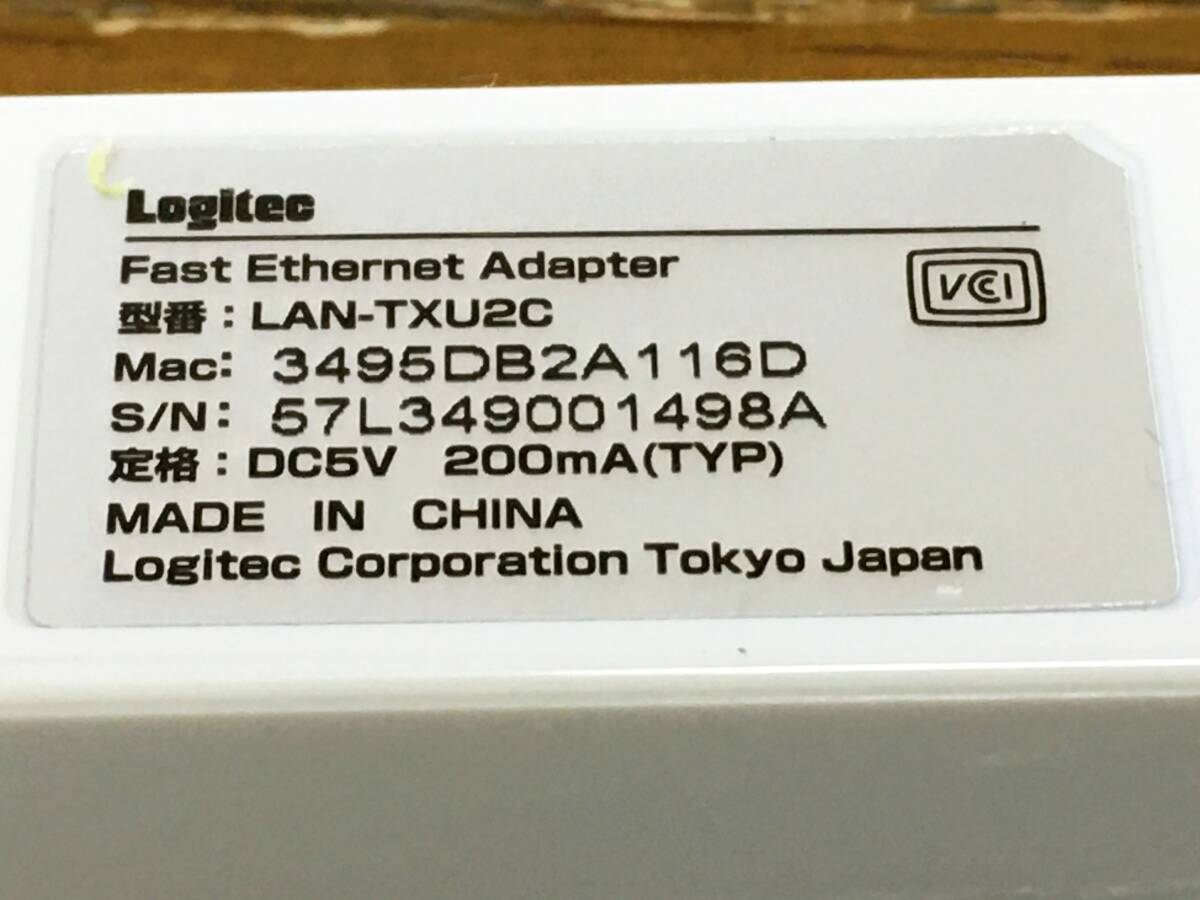 Logitec
Fast Ethernet Adapter
VCCI
型番：LAN-TXU2C
Mac: 3495DB2A116D
S/N: 57L349001498A
定格：DC5V 200mA(TYP)
MADE IN CHINA
Logitec Corporation Tokyo Japan